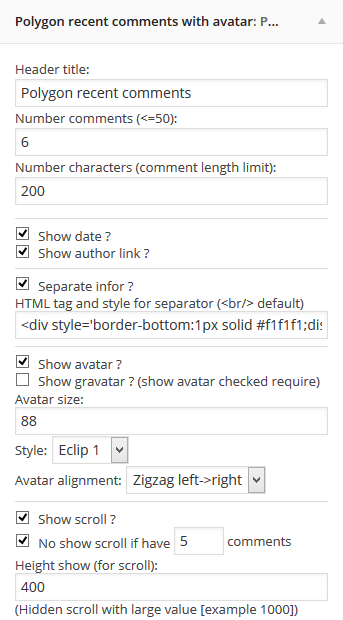 Polygon recent comments with avatar: P...
Header title:
Polygon recent comments
Number comments (<=50):
6
Number characters (comment length limit):
200
Show date ?
Show author link ?
Separate infor ?
HTML tag and style for separator (<br/> default)
<div style='border-bottom:1px solid #f1f1f1;dis
Show avatar ?
Show gravatar ? (show avatar checked require)
Avatar size:
88
Style: Eclip 1
Avatar alignment: Zigzag left->right
Show scroll ?
No show scroll if have 5 comments
Height show (for scroll):
400
(Hidden scroll with large value [example 1000])